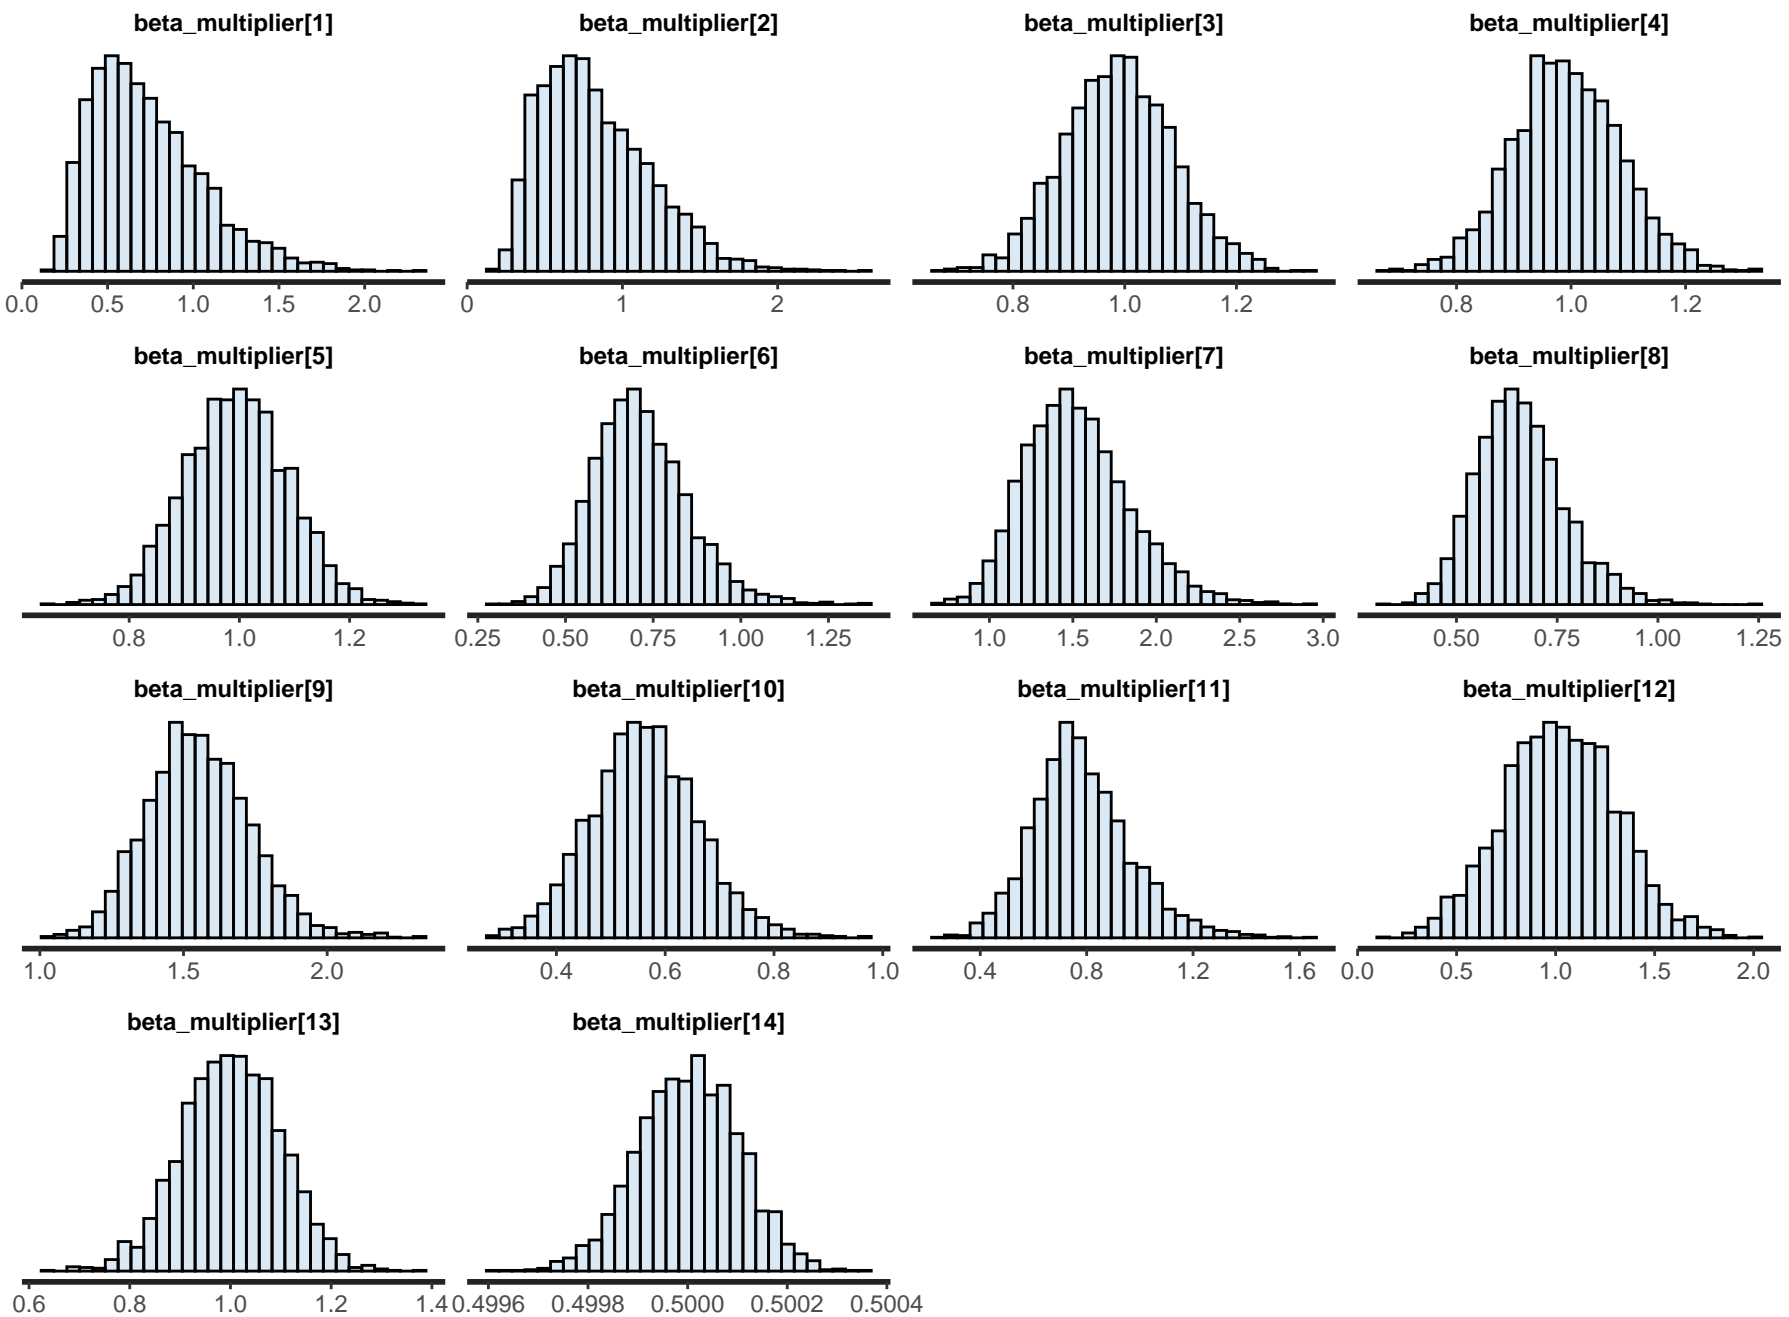 beta_multiplier[1] beta_multiplier[2] beta_multiplier[3] beta_multiplier[4]
0.0 0.5 1.0 1.5 2.0 0 1 2 0.8 1.0 1.2 0.8 1.0 1.2
beta_multiplier[5] beta_multiplier[6] beta_multiplier[7] beta_multiplier[8]
0.8 1.0 1.2 0.25 0.50 0.75 1.00 1.25 1.0 1.5 2.0 2.5 3.0 0.50 0.75 1.00 1.25
beta_multiplier[9] beta_multiplier[10] beta_multiplier[11] beta_multiplier[12]
1.0 1.5 2.0 0.4 0.6 0.8 1.0 0.4 0.8 1.2 1.6 0.0 0.5 1.0 1.5 2.0
beta_multiplier[13] beta_multiplier[14]
0.6 0.8 1.0 1.2 1.4 0.4996 0.4998 0.5000 0.5002 0.5004